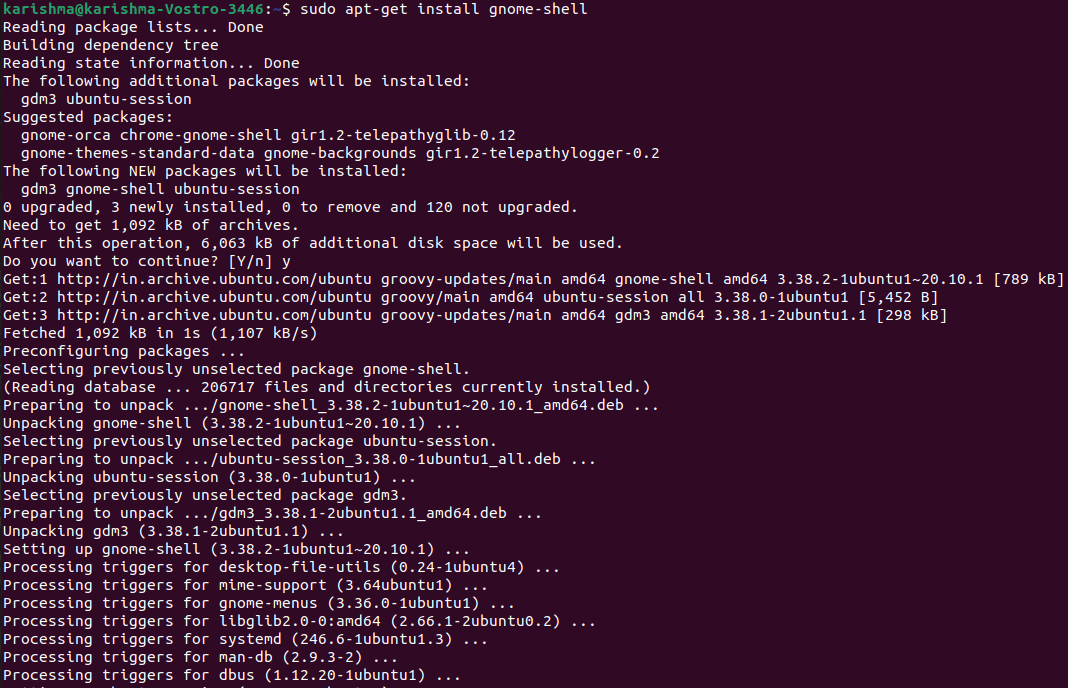 karishma@karishma-Vostro-3446:~$ sudo apt-get install gnome-shell
Reading package lists... Done
Building dependency tree
Reading state information... Done
The following additional packages will be installed:
  gdm3 ubuntu-session
Suggested packages:
  gnome-orca chrome-gnome-shell gir1.2-telepathyglib-0.12
  gnome-themes-standard-data gnome-backgrounds gir1.2-telepathylogger-0.2
The following NEW packages will be installed:
  gdm3 gnome-shell ubuntu-session
0 upgraded, 3 newly installed, 0 to remove and 120 not upgraded.
Need to get 1,092 kB of archives.
After this operation, 6,063 kB of additional disk space will be used.
Do you want to continue? [Y/n] y
Get:1 http://in.archive.ubuntu.com/ubuntu groovy-updates/main amd64 gnome-shell amd64 3.38.2-1ubuntu1~20.10.1 [789 kB]
Get:2 http://in.archive.ubuntu.com/ubuntu groovy/main amd64 ubuntu-session all 3.38.0-1ubuntu1 [5,452 B]
Get:3 http://in.archive.ubuntu.com/ubuntu groovy-updates/main amd64 gdm3 amd64 3.38.1-2ubuntu1.1 [298 kB]
Fetched 1,092 kB in 1s (1,107 kB/s)
Preconfiguring packages ...
Selecting previously unselected package gnome-shell.
(Reading database ... 206717 files and directories currently installed.)
Preparing to unpack .../gnome-shell_3.38.2-1ubuntu1~20.10.1_amd64.deb ...
Unpacking gnome-shell (3.38.2-1ubuntu1~20.10.1) ...
Selecting previously unselected package ubuntu-session.
Preparing to unpack .../ubuntu-session_3.38.0-1ubuntu1_all.deb ...
Unpacking ubuntu-session (3.38.0-1ubuntu1) ...
Selecting previously unselected package gdm3.
Preparing to unpack .../gdm3_3.38.1-2ubuntu1.1_amd64.deb ...
Unpacking gdm3 (3.38.1-2ubuntu1.1) ...
Setting up gnome-shell (3.38.2-1ubuntu1~20.10.1) ...
Processing triggers for desktop-file-utils (0.24-1ubuntu4) ...
Processing triggers for mime-support (3.64ubuntu1) ...
Processing triggers for gnome-menus (3.36.0-1ubuntu1) ...
Processing triggers for libglib2.0-0:amd64 (2.66.1-2ubuntu0.2) ...
Processing triggers for systemd (246.6-1ubuntu1.3) ...
Processing triggers for man-db (2.9.3-2) ...
Processing triggers for dbus (1.12.20-1ubuntu1) ...